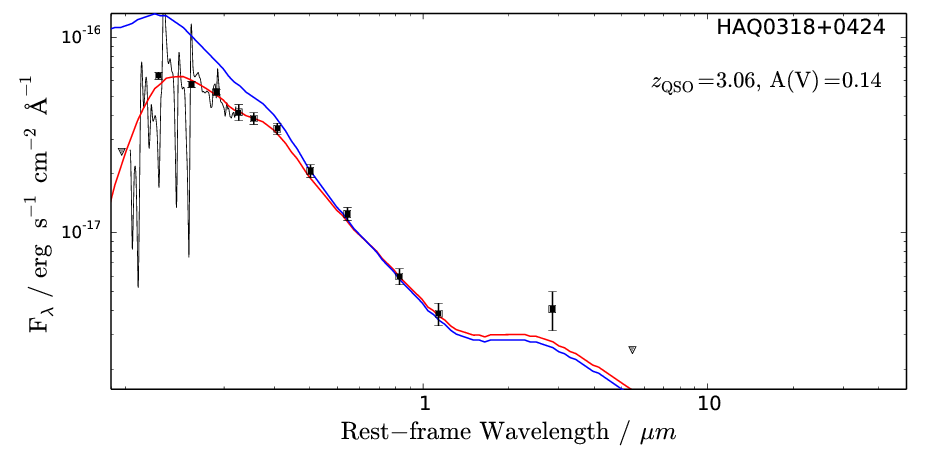 HAQ0318+0424
z_QSO=3.06, A(V)=0.14
10^-16
10^-17
F_λ / erg s^−1 cm^−2 Å^−1
1 10
Rest−frame Wavelength / μm